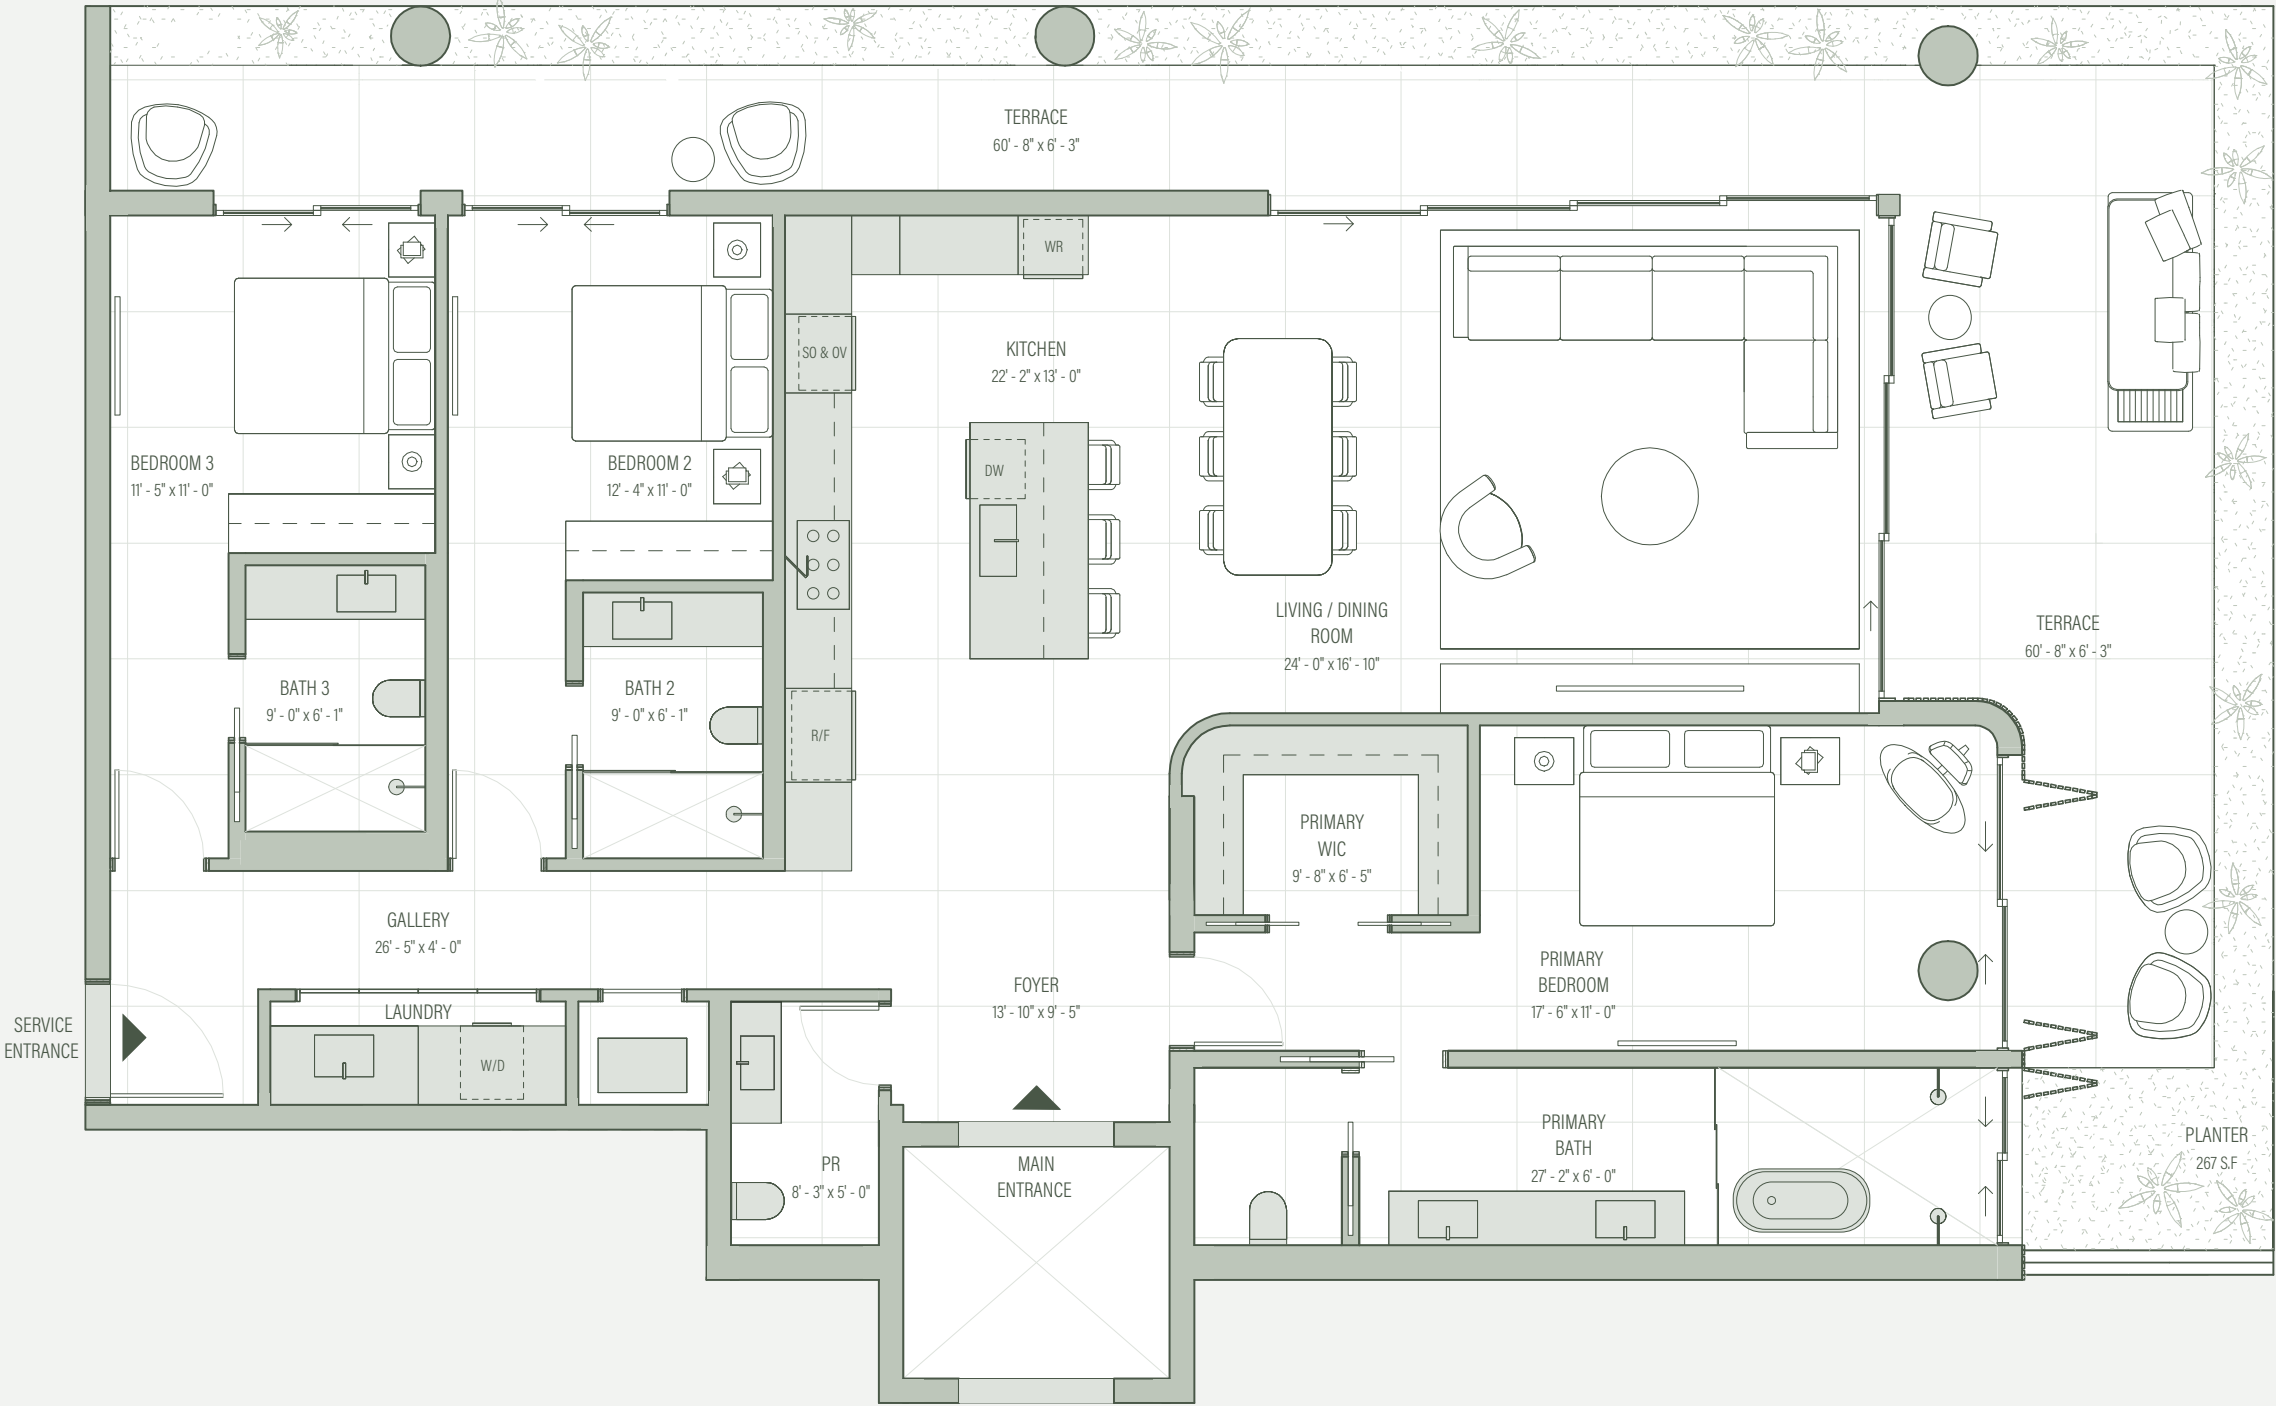 TERRACE
60' - 8" x 6' - 3"
WR
SO & OV
KITCHEN
22' - 2" x 13' - 0"
BEDROOM 3
11' - 5" x 11' - 0"
BEDROOM 2
12' - 4" x 11' - 0"
DW
LIVING / DINING
ROOM
24' - 0" x 16' - 10"
TERRACE
60' - 8" x 6' - 3"
BATH 3
9' - 0" x 6' - 1"
BATH 2
9' - 0" x 6' - 1"
R/F
PRIMARY
WIC
9' - 8" x 6' - 5"
GALLERY
26' - 5" x 4' - 0"
PRIMARY
BEDROOM
17' - 6" x 11' - 0"
FOYER
13' - 10" x 9' - 5"
LAUNDRY
SERVICE
ENTRANCE
W/D
PRIMARY
BATH
27' - 2" x 6' - 0"
PLANTER
267 S.F
PR
8' - 3" x 5' - 0"
MAIN
ENTRANCE